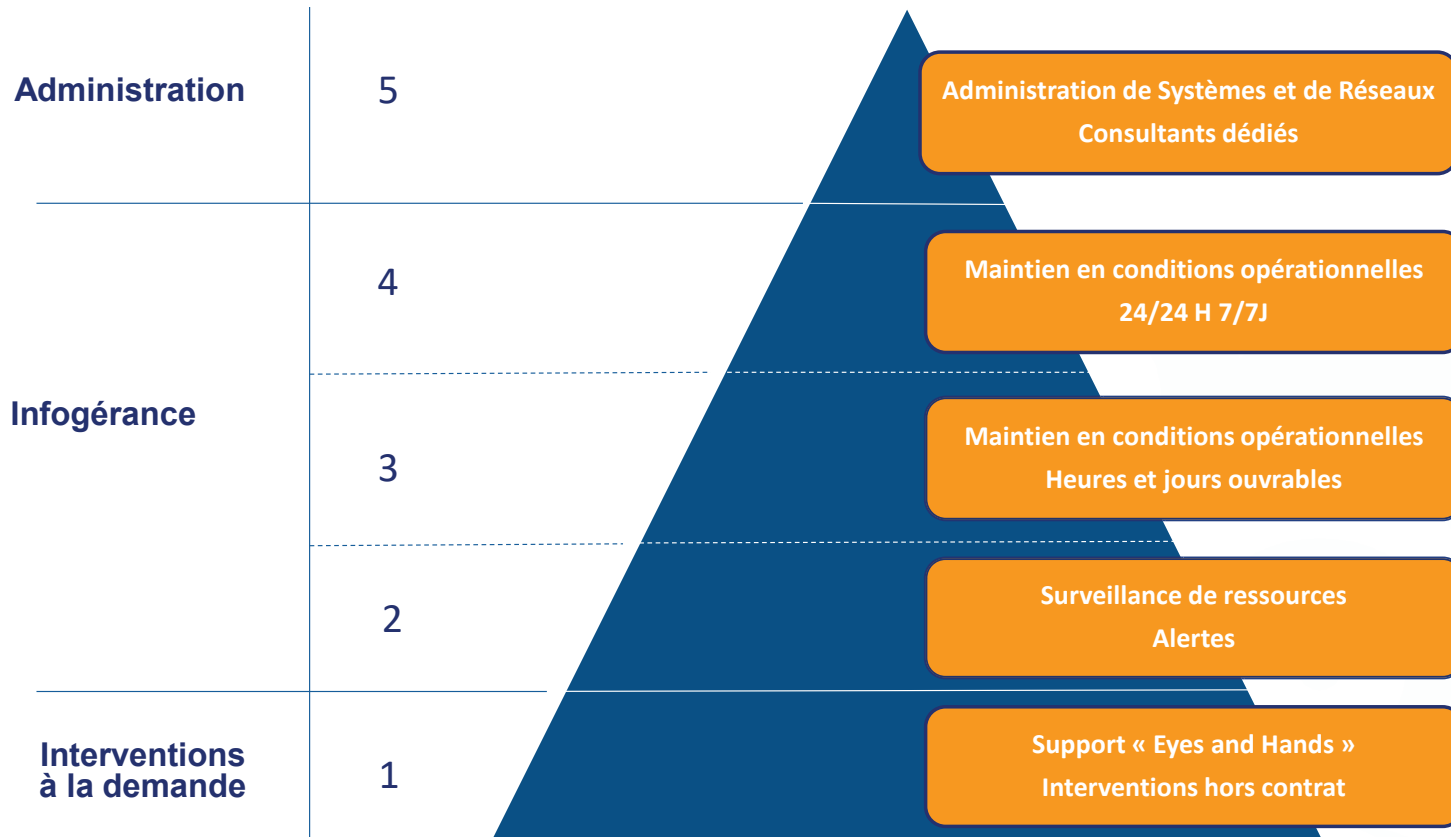 Administration
5
Administration de Systèmes et de Réseaux
Consultants dédiés
Infogérance
4
Maintien en conditions opérationnelles
24/24 H 7/7J
3
Maintien en conditions opérationnelles
Heures et jours ouvrables
2
Surveillance de ressources
Alertes
Interventions
à la demande
1
Support « Eyes and Hands »
Interventions hors contrat